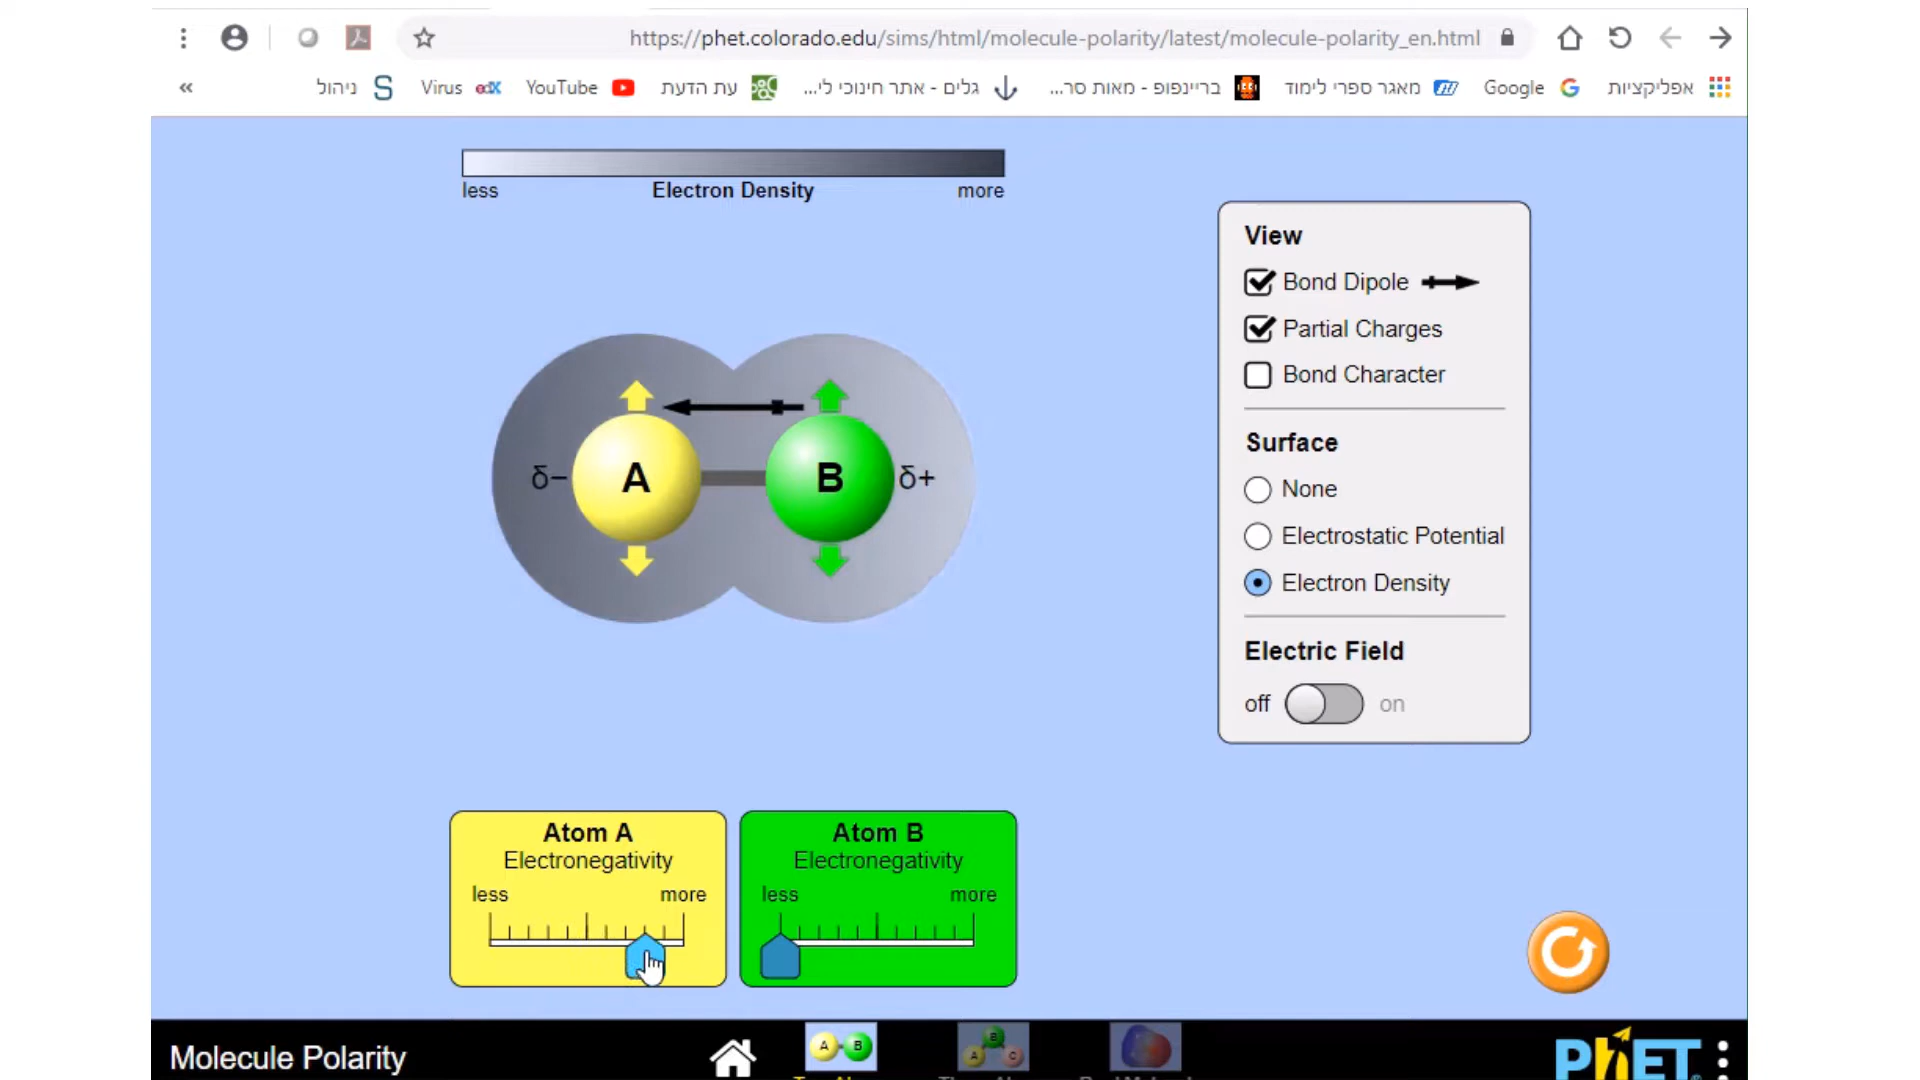 https://phet.colorado.edu/sims/html/molecule-polarity/latest/molecule-polarity_en.html
אפליקציות Google מאגר ספרי לימוד בריינפופ - מאות סר... גלים - אתר חינוכי לי... עת הדעת YouTube edX Virus ניהול «
less Electron Density more
View
Bond Dipole
Partial Charges
Bond Character
Surface
None
Electrostatic Potential
Electron Density
Electric Field
off on
δ− A B δ+
Atom A
Electronegativity
less more
Atom B
Electronegativity
less more
Molecule Polarity
A B
B
A C
PhET